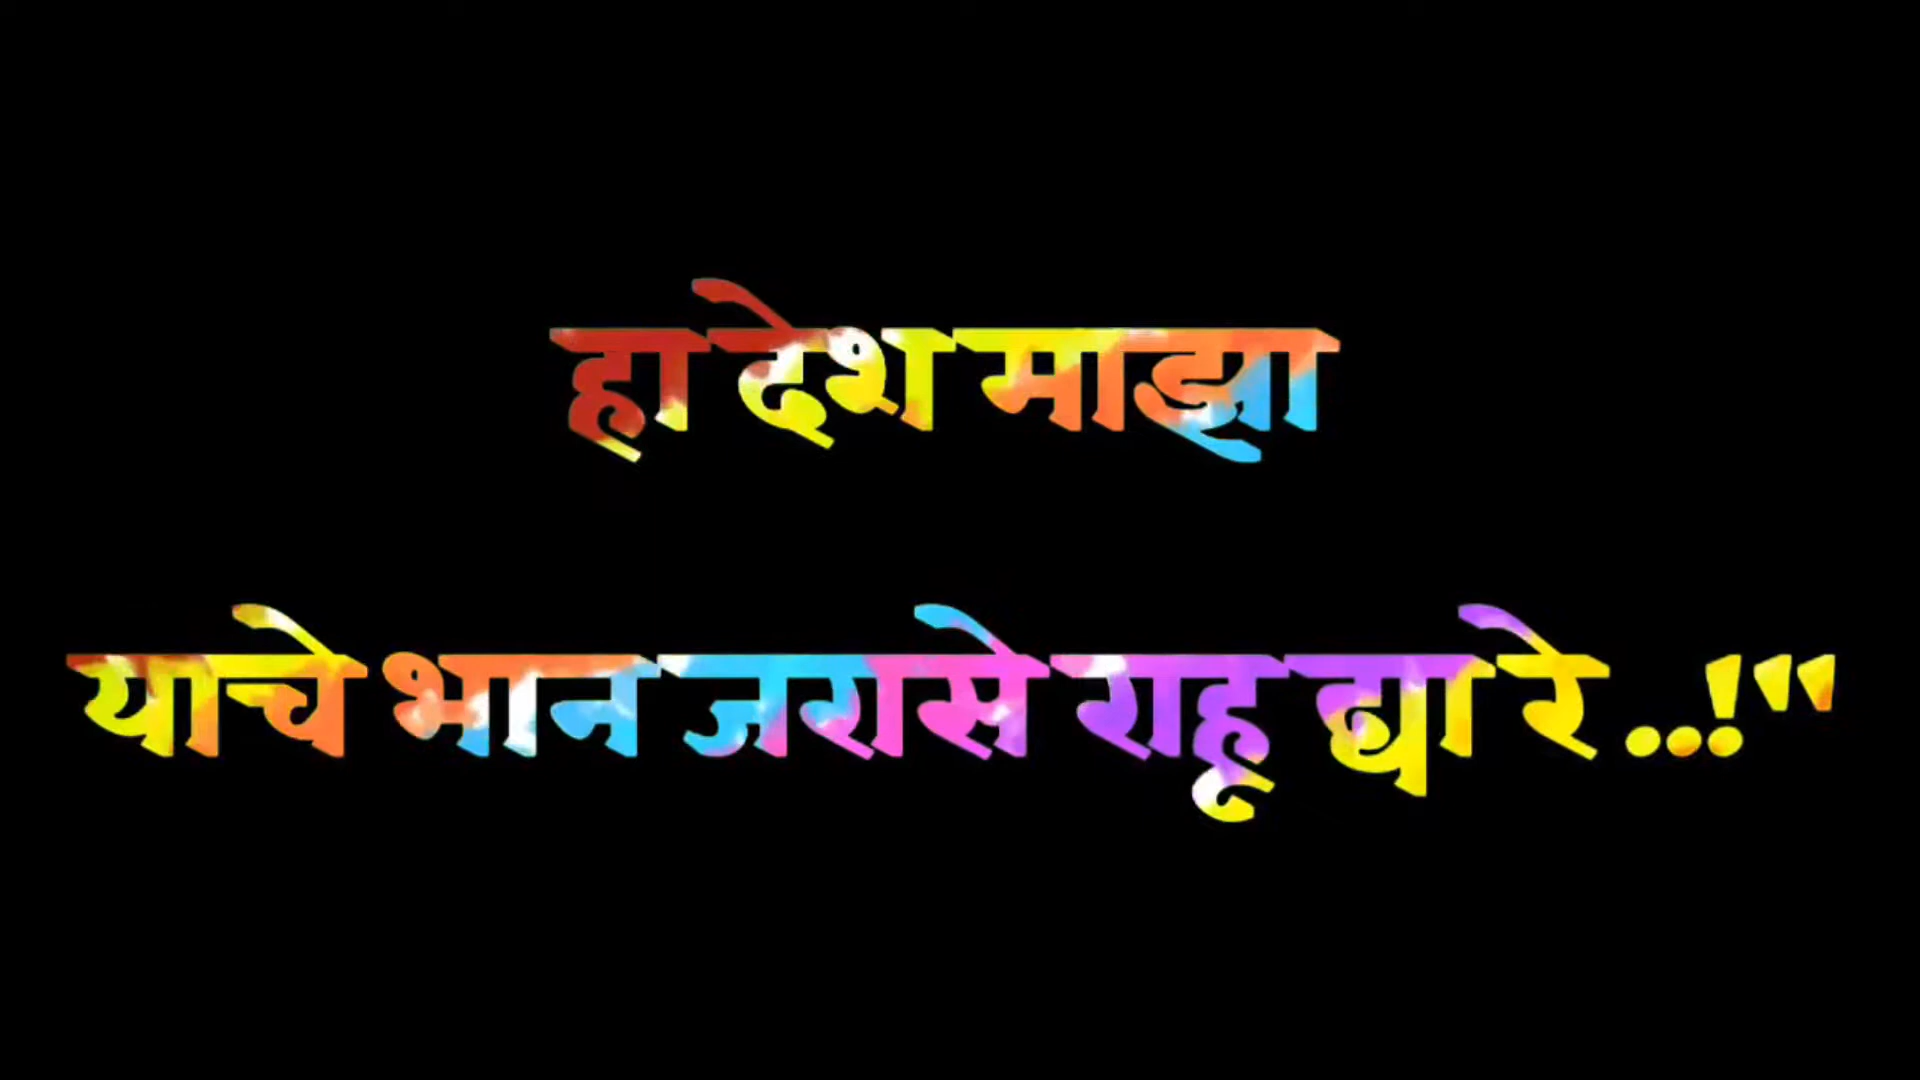 हा देश माझा
याचे भान जरासे राहू द्या रे ..!"